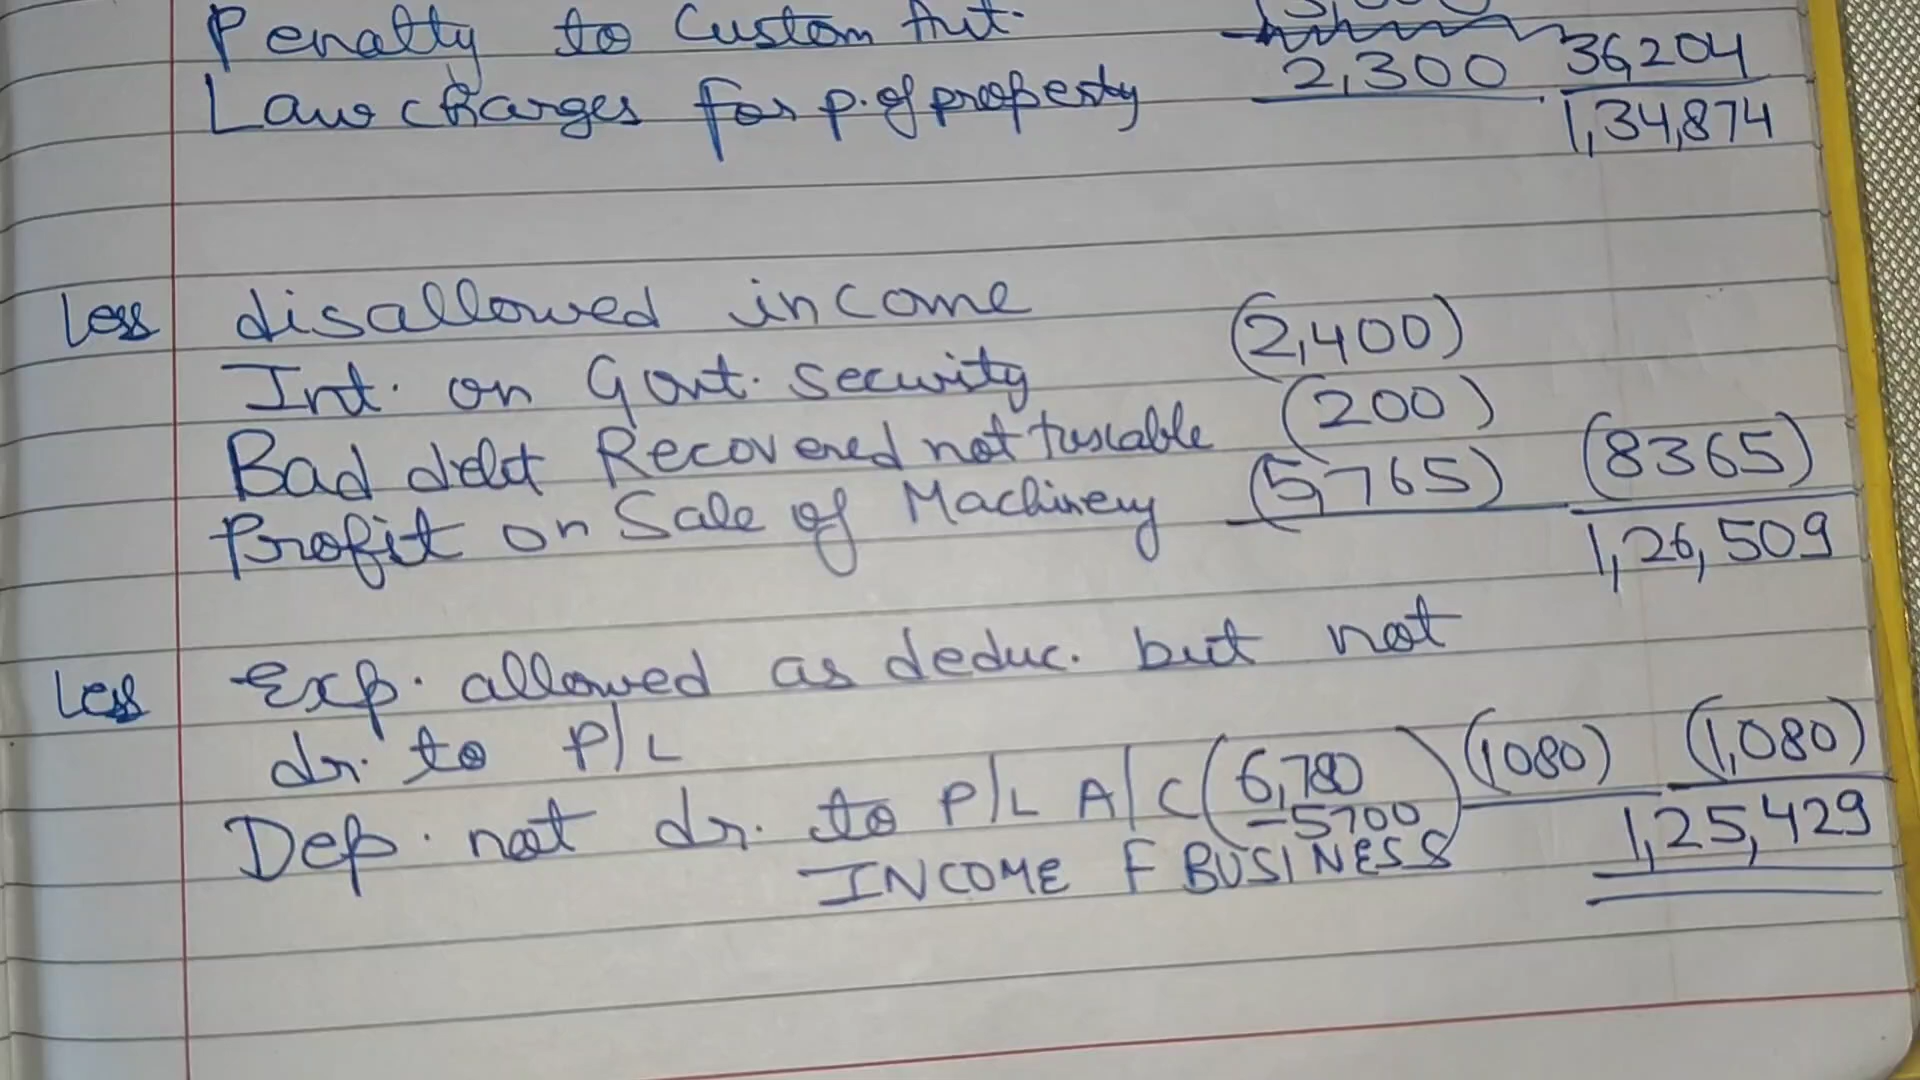 Penalty to Custom Aut.
Law charges for p. of property 2,300 36,204
1,34,874
Less disallowed income
Int. on Govt. security (2,400)
Bad debt Recovered not taxable (200)
Profit on Sale of Machinery (5,765) (8365)
1,26,509
Less Exp. allowed as deduc. but not
dr. to P/L
Dep. not dr. to P/L A/C (6,780 - 5700) (1080) (1,080)
INCOME F BUSINESS 1,25,429